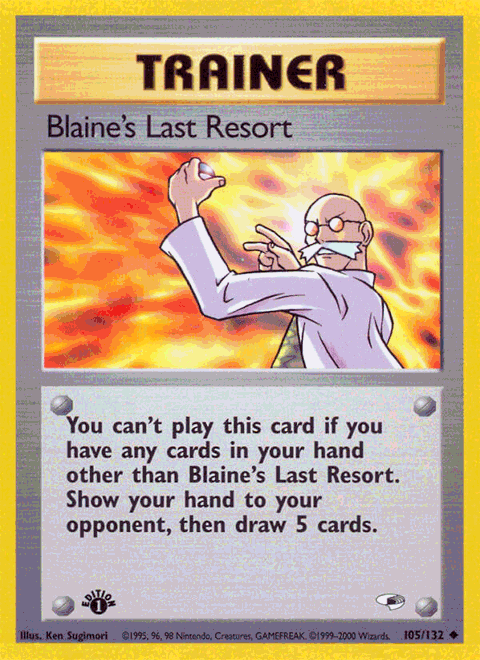 TRAINER
Blaine's Last Resort
You can't play this card if you
have any cards in your hand
other than Blaine's Last Resort.
Show your hand to your
opponent, then draw 5 cards.
EDITION
1
Illus. Ken Sugimori ©1995, 96, 98 Nintendo, Creatures, GAMEFREAK. ©1999-2000 Wizards. 105/132